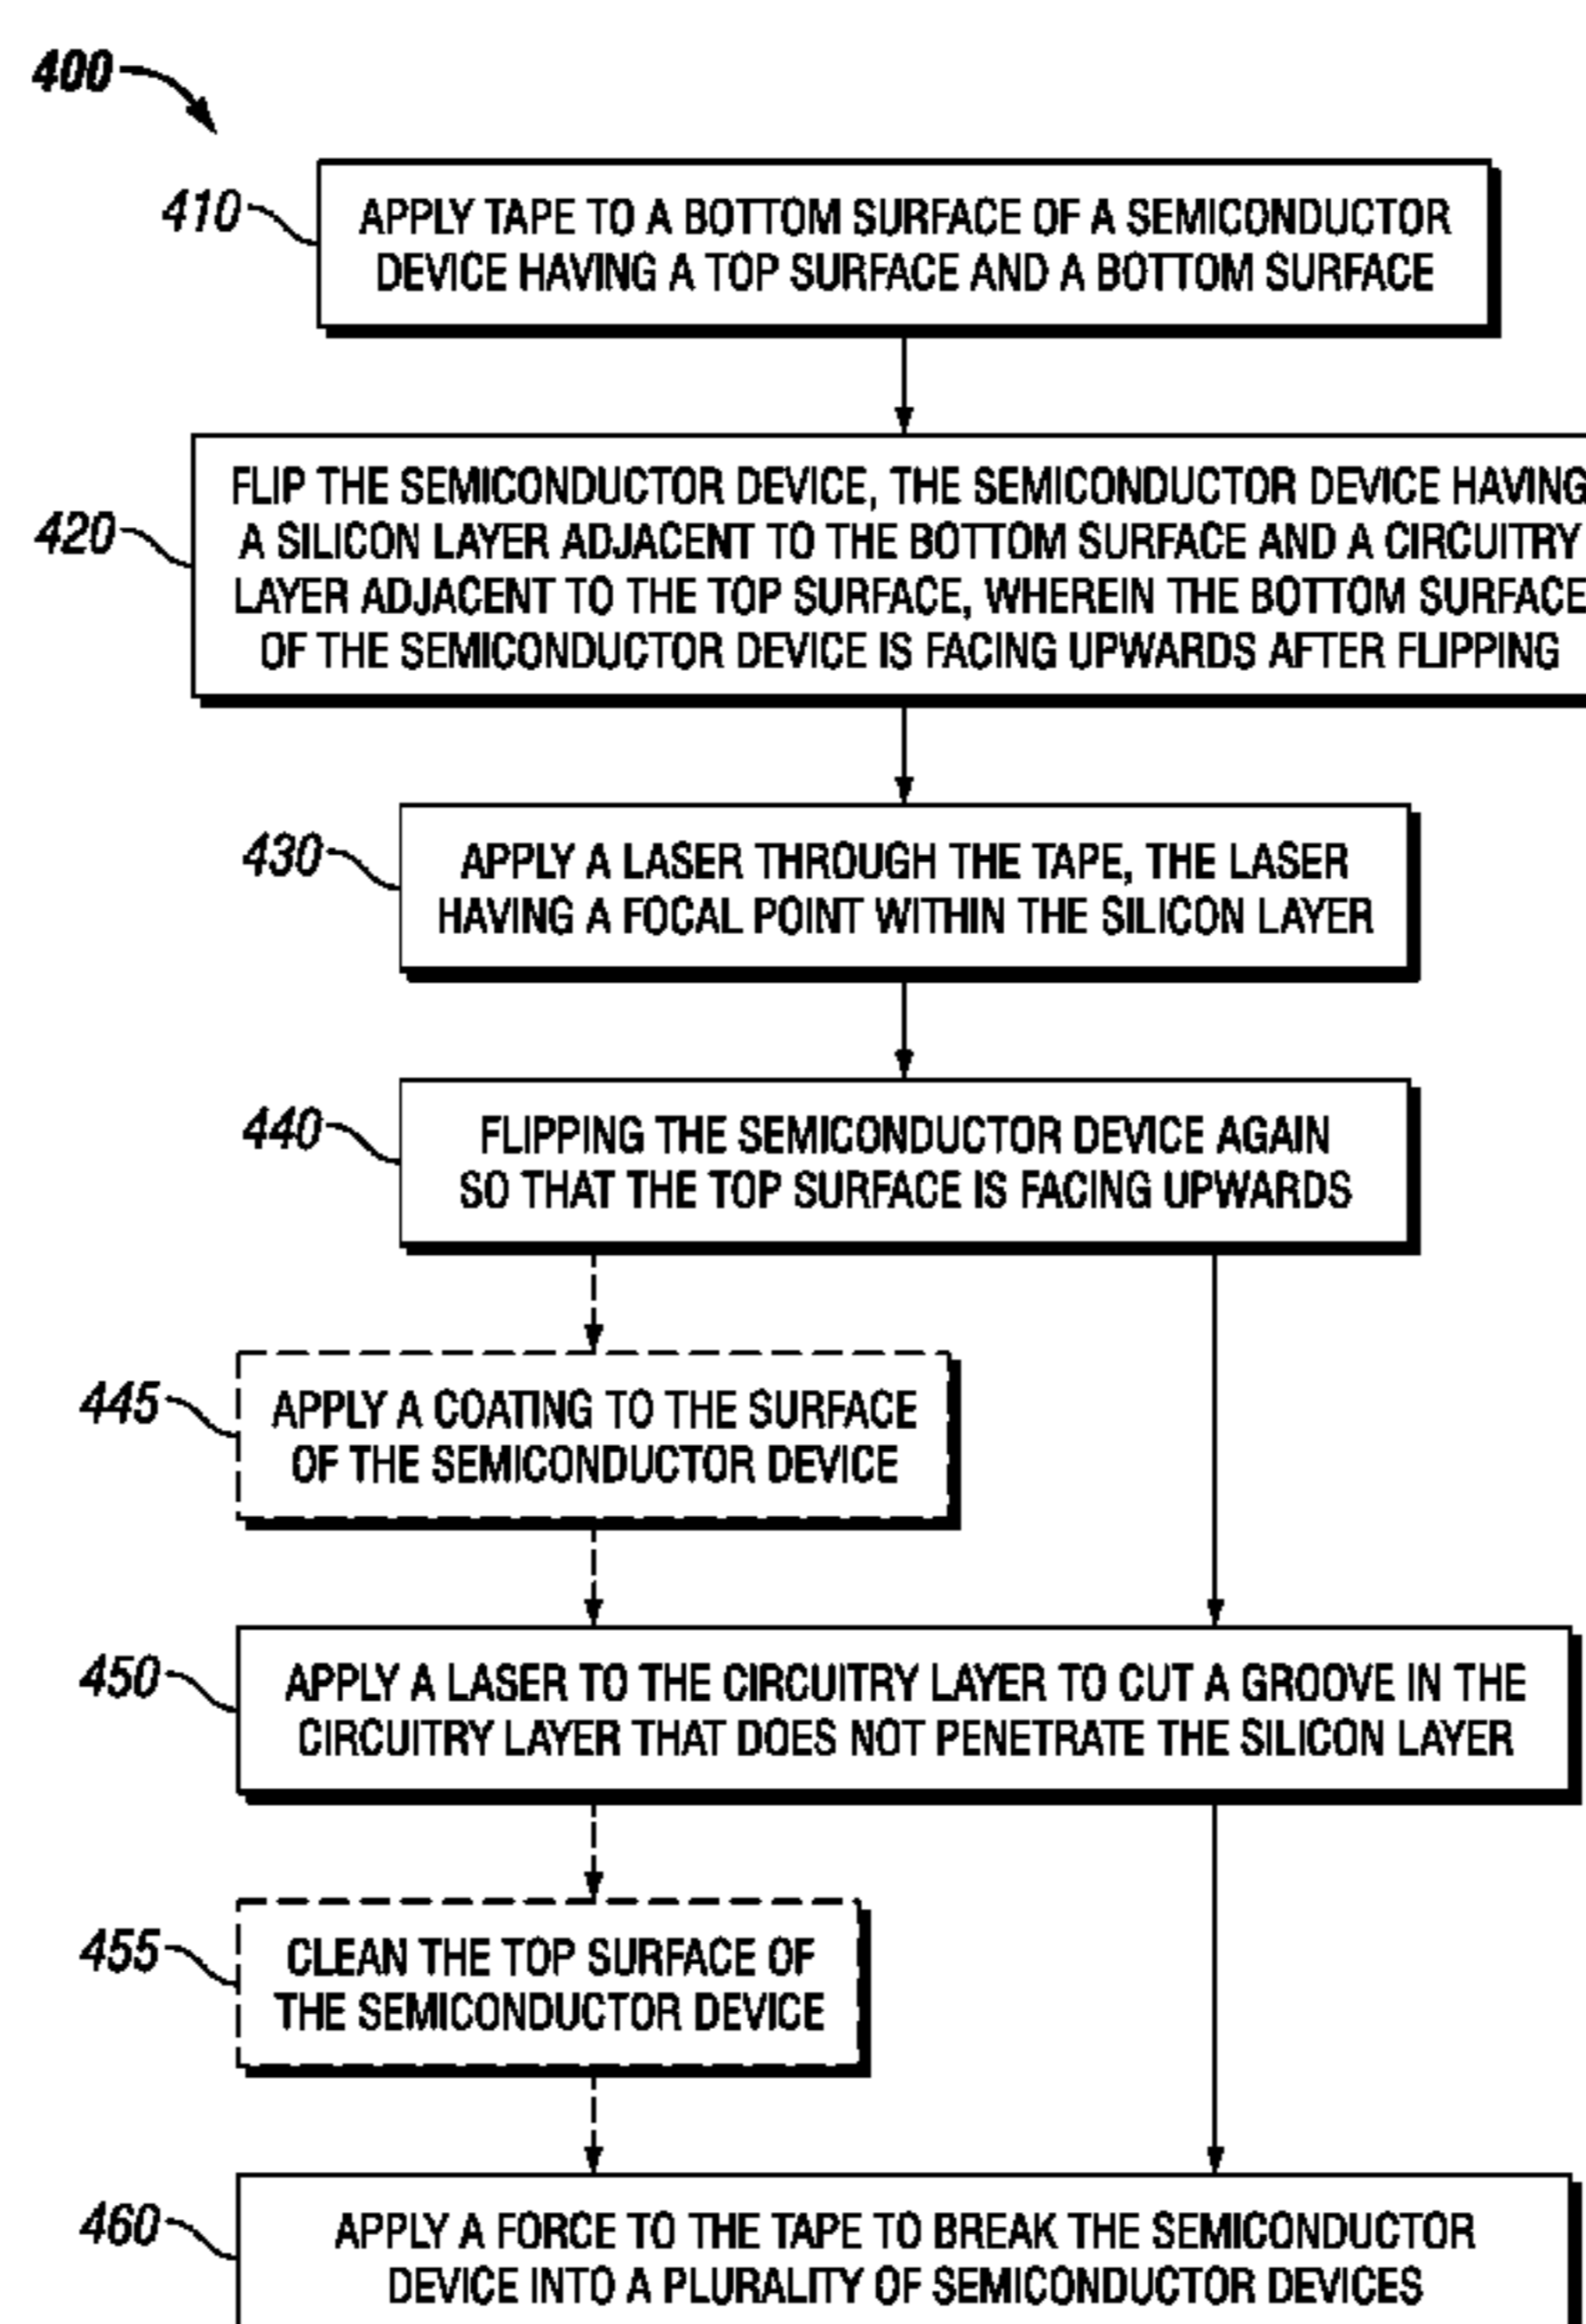 400
410
APPLY TAPE TO A BOTTOM SURFACE OF A SEMICONDUCTOR
DEVICE HAVING A TOP SURFACE AND A BOTTOM SURFACE
420
FLIP THE SEMICONDUCTOR DEVICE, THE SEMICONDUCTOR DEVICE HAVING
A SILICON LAYER ADJACENT TO THE BOTTOM SURFACE AND A CIRCUITRY
LAYER ADJACENT TO THE TOP SURFACE, WHEREIN THE BOTTOM SURFACE
OF THE SEMICONDUCTOR DEVICE IS FACING UPWARDS AFTER FLIPPING
430
APPLY A LASER THROUGH THE TAPE, THE LASER
HAVING A FOCAL POINT WITHIN THE SILICON LAYER
440
FLIPPING THE SEMICONDUCTOR DEVICE AGAIN
SO THAT THE TOP SURFACE IS FACING UPWARDS
445
APPLY A COATING TO THE SURFACE
OF THE SEMICONDUCTOR DEVICE
450
APPLY A LASER TO THE CIRCUITRY LAYER TO CUT A GROOVE IN THE
CIRCUITRY LAYER THAT DOES NOT PENETRATE THE SILICON LAYER
455
CLEAN THE TOP SURFACE OF
THE SEMICONDUCTOR DEVICE
460
APPLY A FORCE TO THE TAPE TO BREAK THE SEMICONDUCTOR
DEVICE INTO A PLURALITY OF SEMICONDUCTOR DEVICES